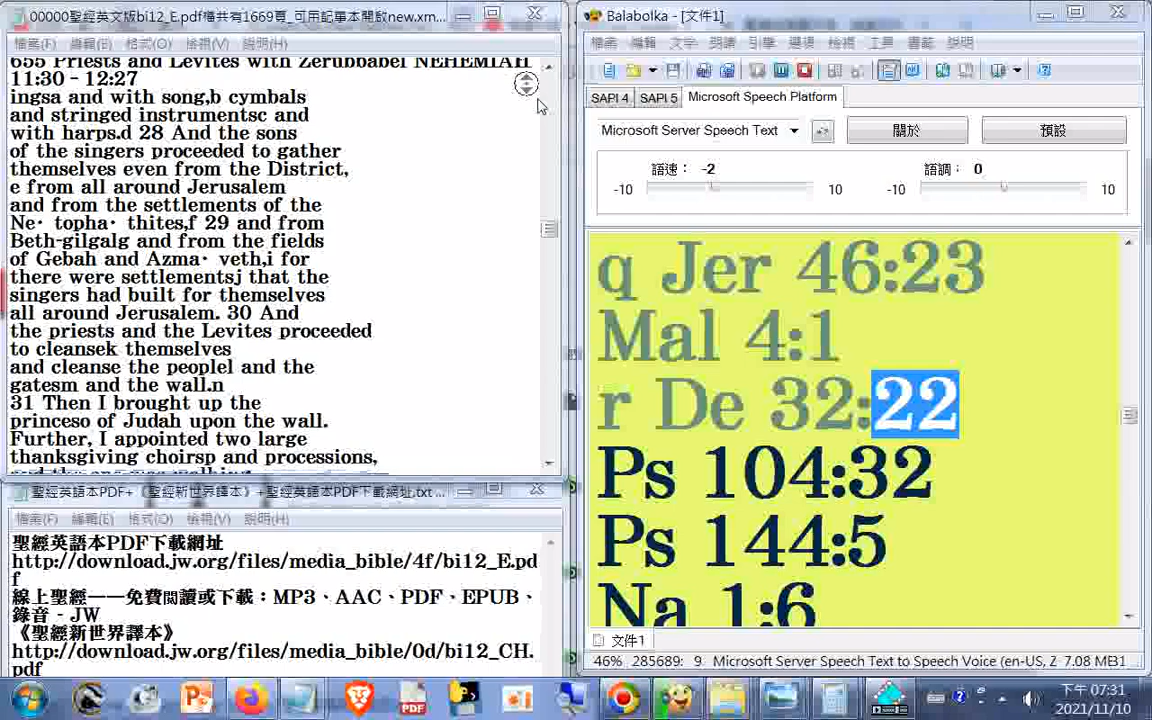 00000聖經英文版bi12_E.pdf檔共有1669頁_可用記事本開啟new.xm...
檔案(F) 編輯(E) 格式(O) 檢視(V) 說明(H)
655 Priests and Levites with Zerubbabel NEHEMIAH
11:30 - 12:27
ingsa and with song,b cymbals
and stringed instrumentsc and
with harps.d 28 And the sons
of the singers proceeded to gather
themselves even from the District,
e from all around Jerusalem
and from the settlements of the
Ne· topha· thites,f 29 and from
Beth-gilgalg and from the fields
of Gebah and Azma· veth,i for
there were settlementsj that the
singers had built for themselves
all around Jerusalem. 30 And
the priests and the Levites proceeded
to cleansek themselves
and cleanse the peoplel and the
gatesm and the wall.n
31 Then I brought up the
princeso of Judah upon the wall.
Further, I appointed two large
thanksgiving choirsp and processions,
聖經英語本PDF+《聖經新世界譯本》+聖經英語本PDF下載網址.txt ...
檔案(F) 編輯(E) 格式(O) 檢視(V) 說明(H)
聖經英語本PDF下載網址
http://download.jw.org/files/media_bible/4f/bi12_E.pd
f
線上聖經——免費閱讀或下載：MP3、AAC、PDF、EPUB、
錄音 - JW
《聖經新世界譯本》
http://download.jw.org/files/media_bible/0d/bi12_CH.
pdf
Balabolka - [文件1]
檔案 編輯 文字 朗讀 引擎 選項 檢視 工具 書籤 說明
SAPI 4 SAPI 5 Microsoft Speech Platform
Microsoft Server Speech Text 關於 預設
語速： -2 語調： 0
-10 10 -10 10
q Jer 46:23
Mal 4:1
r De 32:22
Ps 104:32
Ps 144:5
Na 1:6
文件1
46% 285689: 9 Microsoft Server Speech Text to Speech Voice (en-US, Z 7.08 MB1
PDF
下午 07:31
2021/11/10